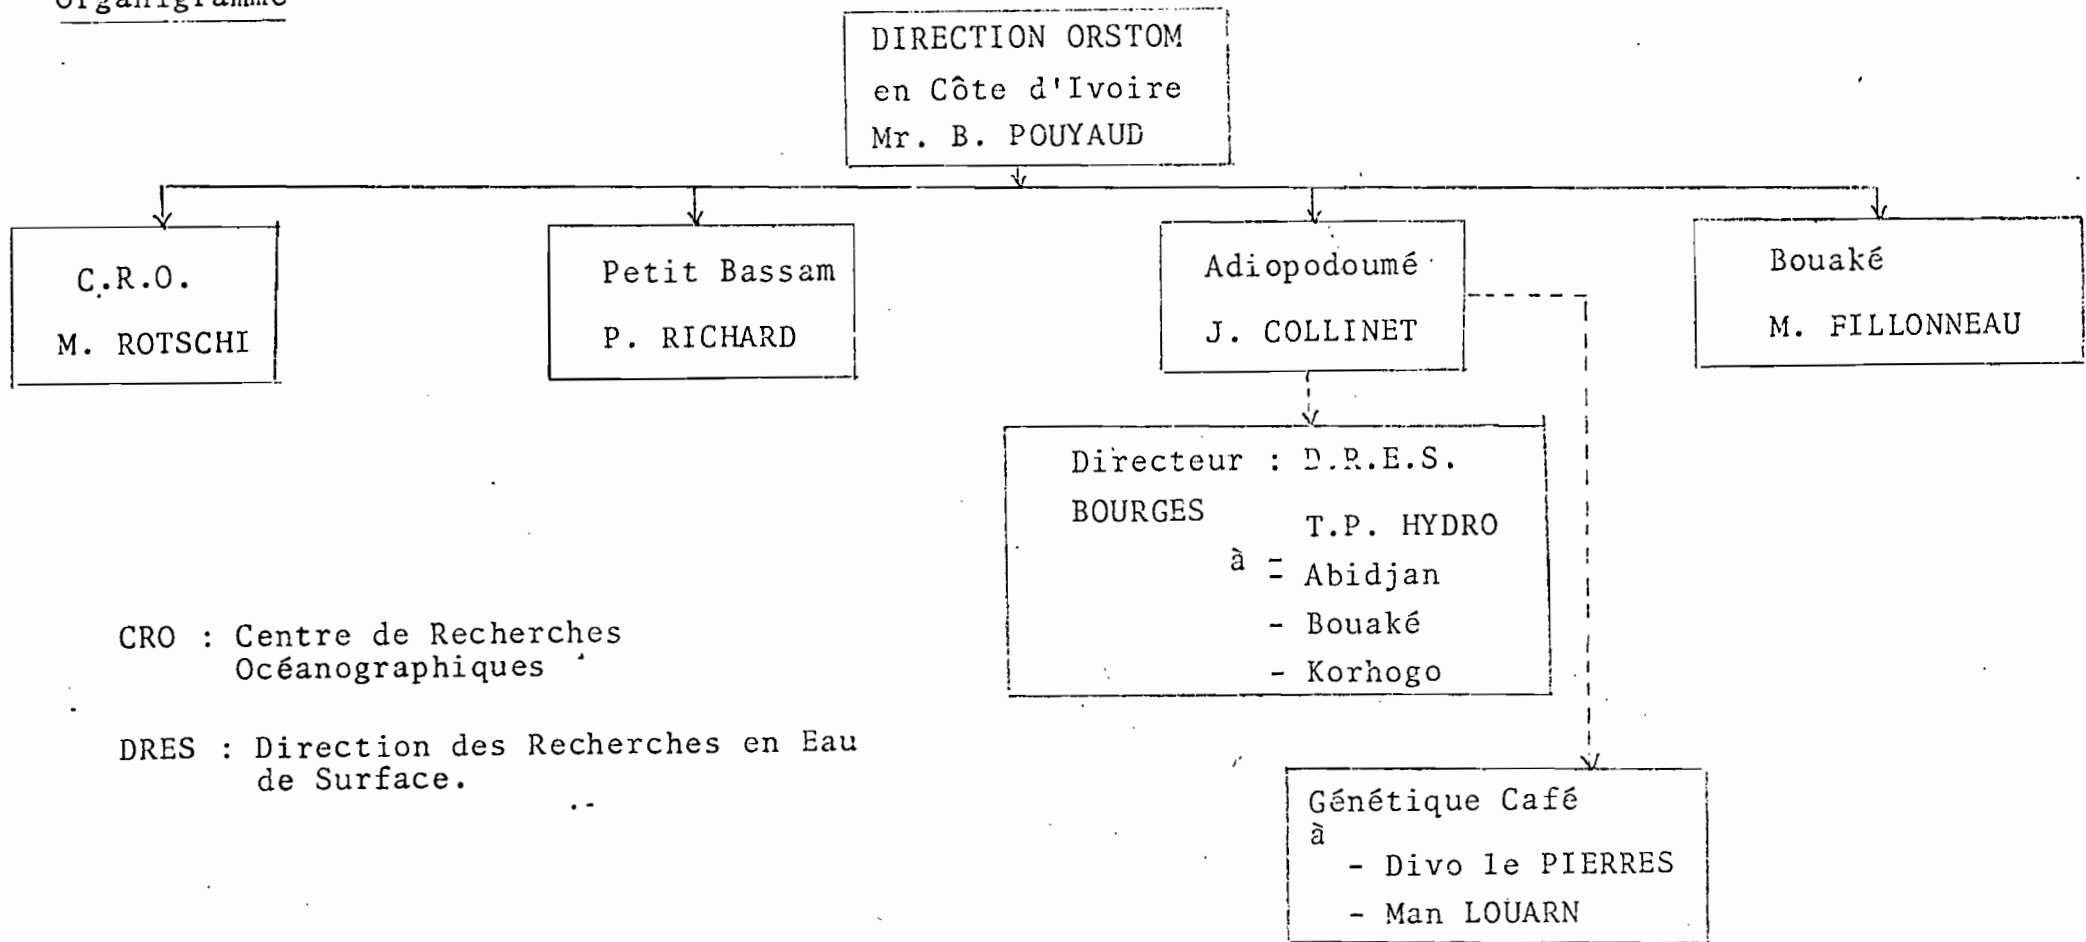 Organigramme
DIRECTION ORSTOM
en Côte d'Ivoire
Mr. B. POUYAUD
C.R.O.
M. ROTSCHI
Petit Bassam
P. RICHARD
Adiopodoumé
J. COLLINET
Bouaké
M. FILLONNEAU
Directeur : D.R.E.S.
BOURGES
T.P. HYDRO
à -
- Abidjan
- Bouaké
- Korhogo
CRO : Centre de Recherches
Océanographiques
DRES : Direction des Recherches en Eau
de Surface.
Génétique Café
à
- Divo le PIERRES
- Man LOUARN